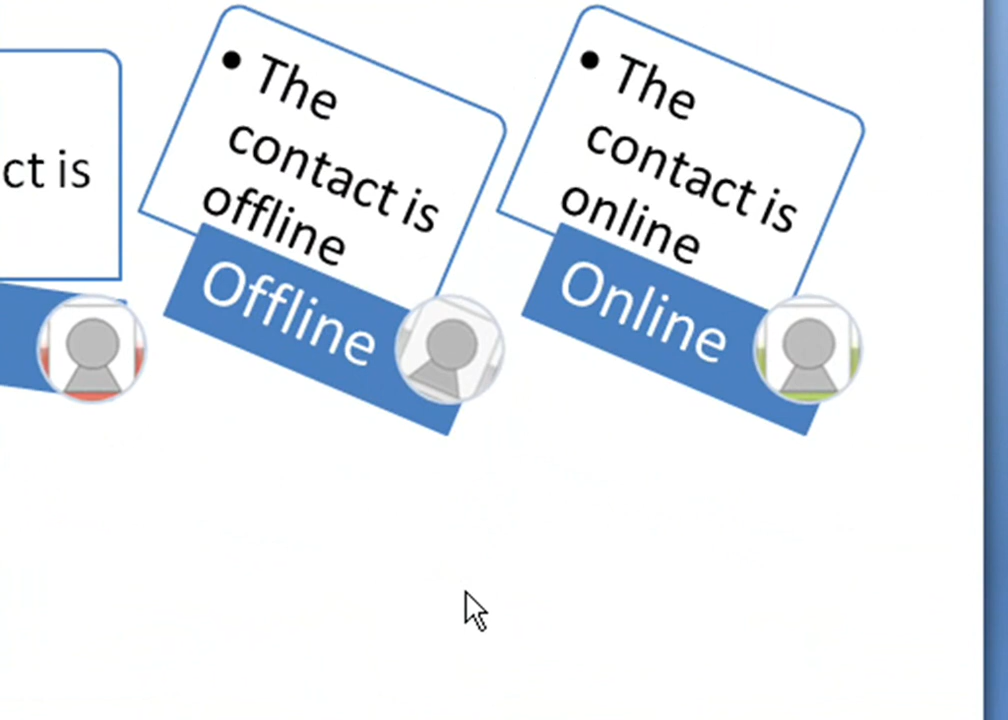 ct is
• The
contact is
offline
Offline
• The
contact is
online
Online